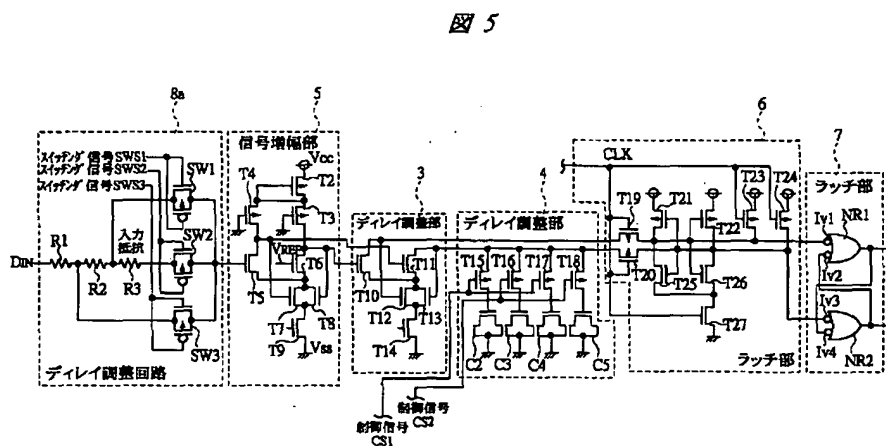 図 5
8a
スイッチング 信号SWS1
スイッチング 信号SWS2
スイッチング 信号SWS3
SW1
SW2
SW3
入力
抵抗
R1
R2
R3
DIN
ディレイ調整回路
5
信号増幅部
Vcc
T2
T4
T3
VREF
T6
T5
T7
T8
T9
Vss
3
ディレイ調整部
T11
T10
T12
T13
T14
4
ディレイ調整部
T15
T16
T17
T18
C2
C3
C4
C5
制御信号
CS1
制御信号
CS2
6
CLK
T19
T21
T23
T24
T22
T20
T25
T26
T27
ラッチ部
7
ラッチ部
Iv1
NR1
Iv2
Iv3
Iv4
NR2